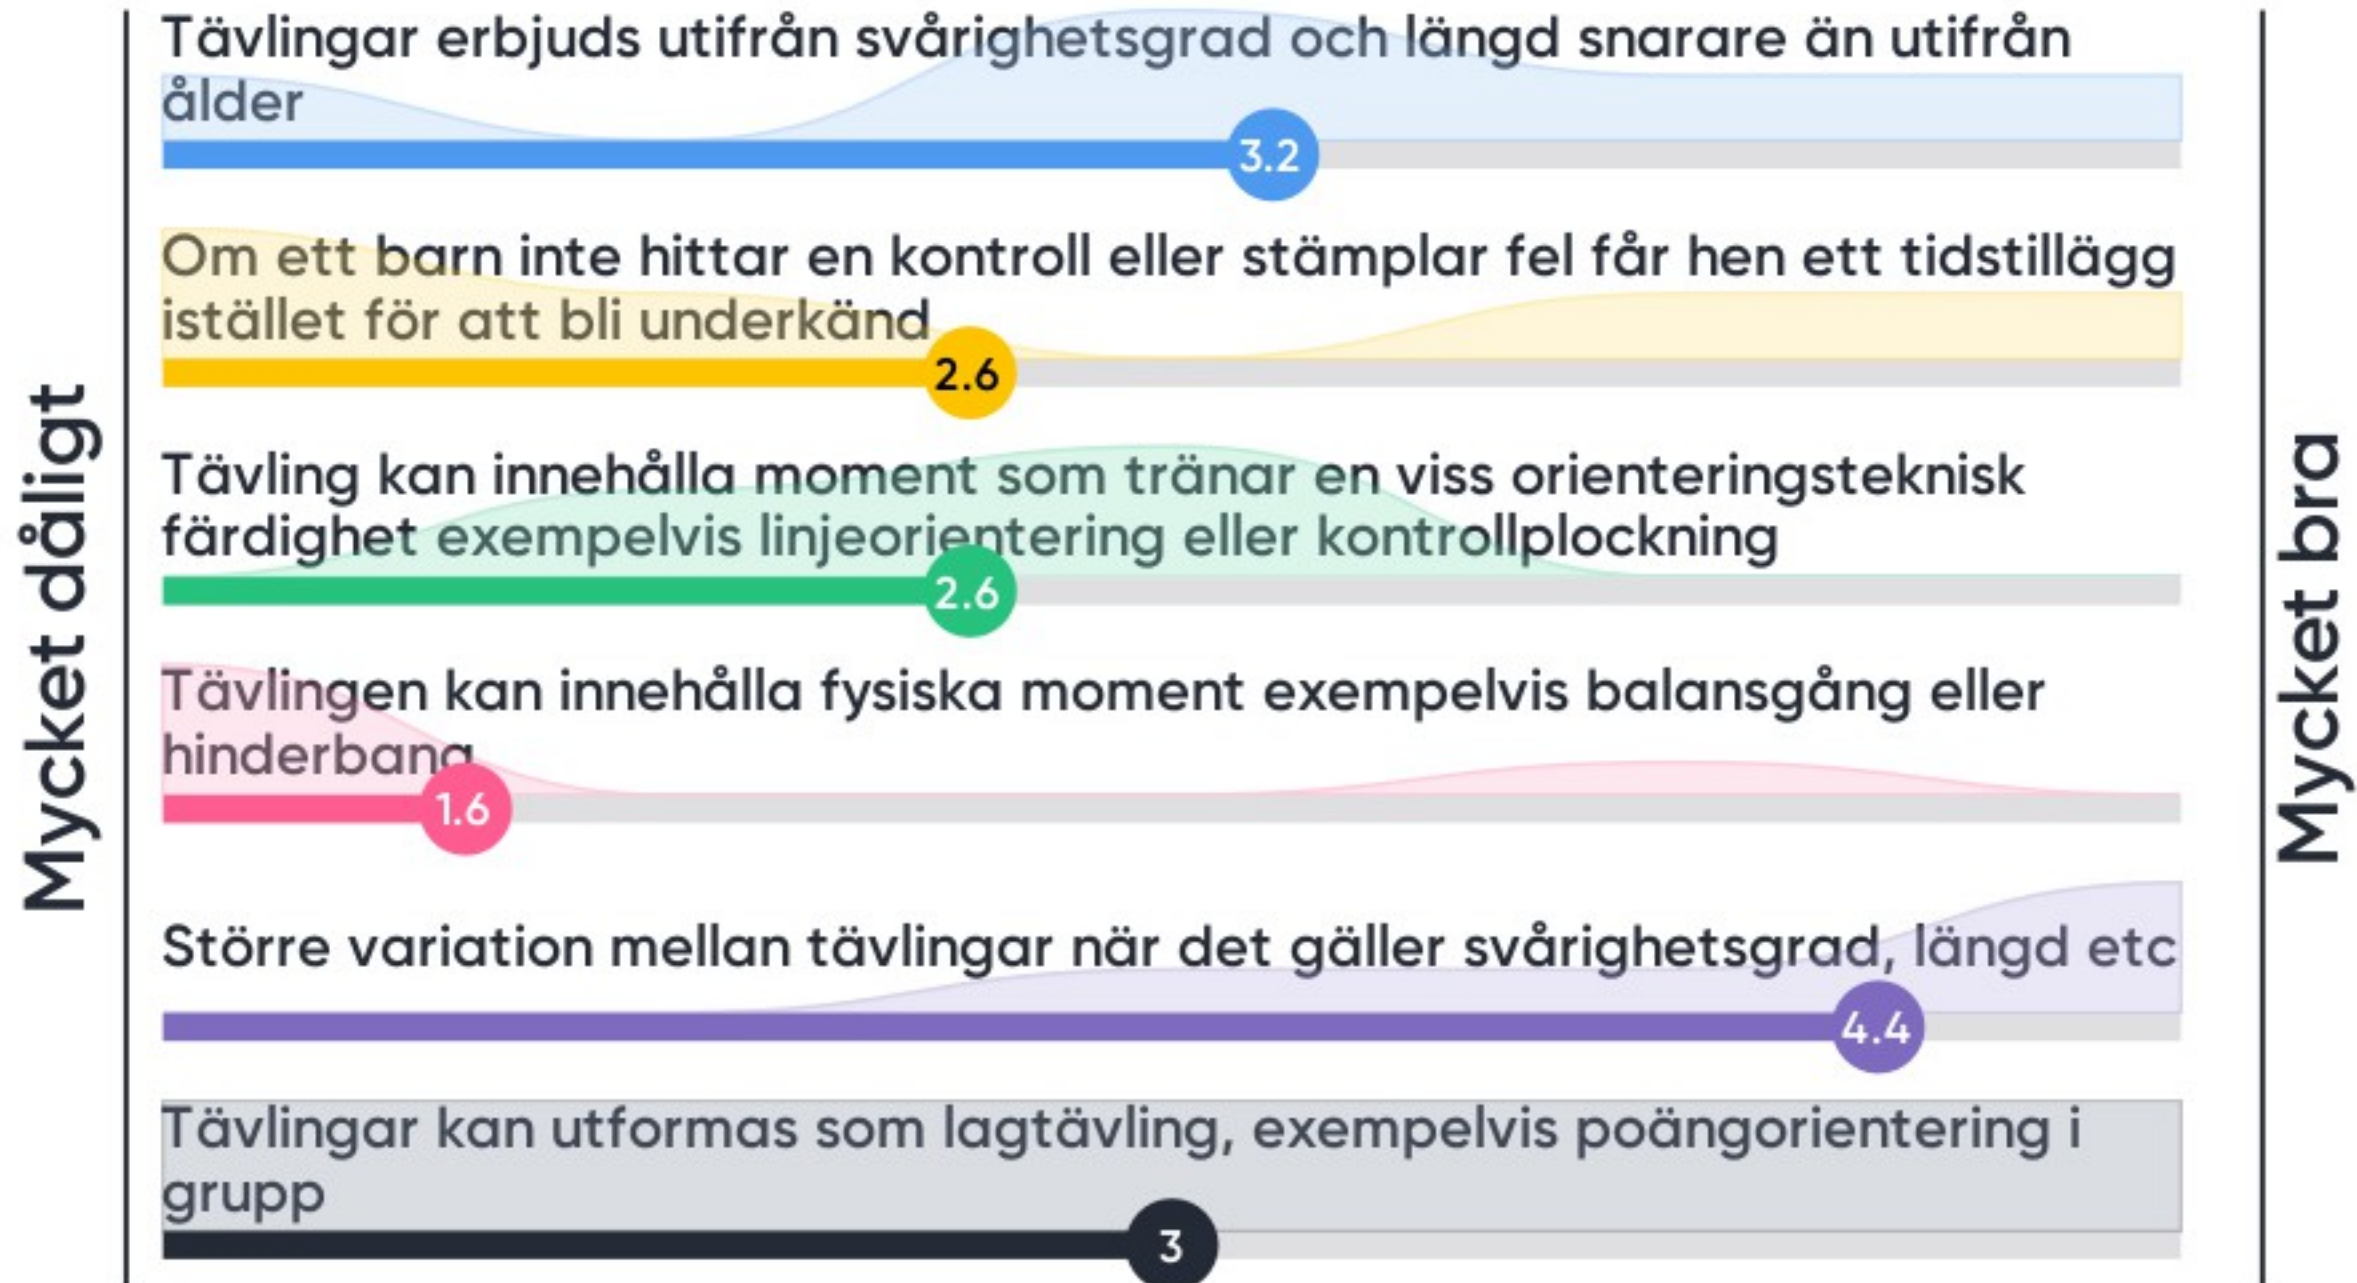 Mycket dåligt
Tävlingar erbjuds utifrån svårighetsgrad och längd snarare än utifrån
ålder
3.2
Om ett barn inte hittar en kontroll eller stämplar fel får hen ett tidstillägg
istället för att bli underkänd
2.6
Tävling kan innehålla moment som tränar en viss orienteringsteknisk
färdighet exempelvis linjeorientering eller kontrollplockning
2.6
Tävlingen kan innehålla fysiska moment exempelvis balansgång eller
hinderbana
1.6
Större variation mellan tävlingar när det gäller svårighetsgrad, längd etc
4.4
Tävlingar kan utformas som lagtävling, exempelvis poängorientering i
grupp
3
Mycket bra